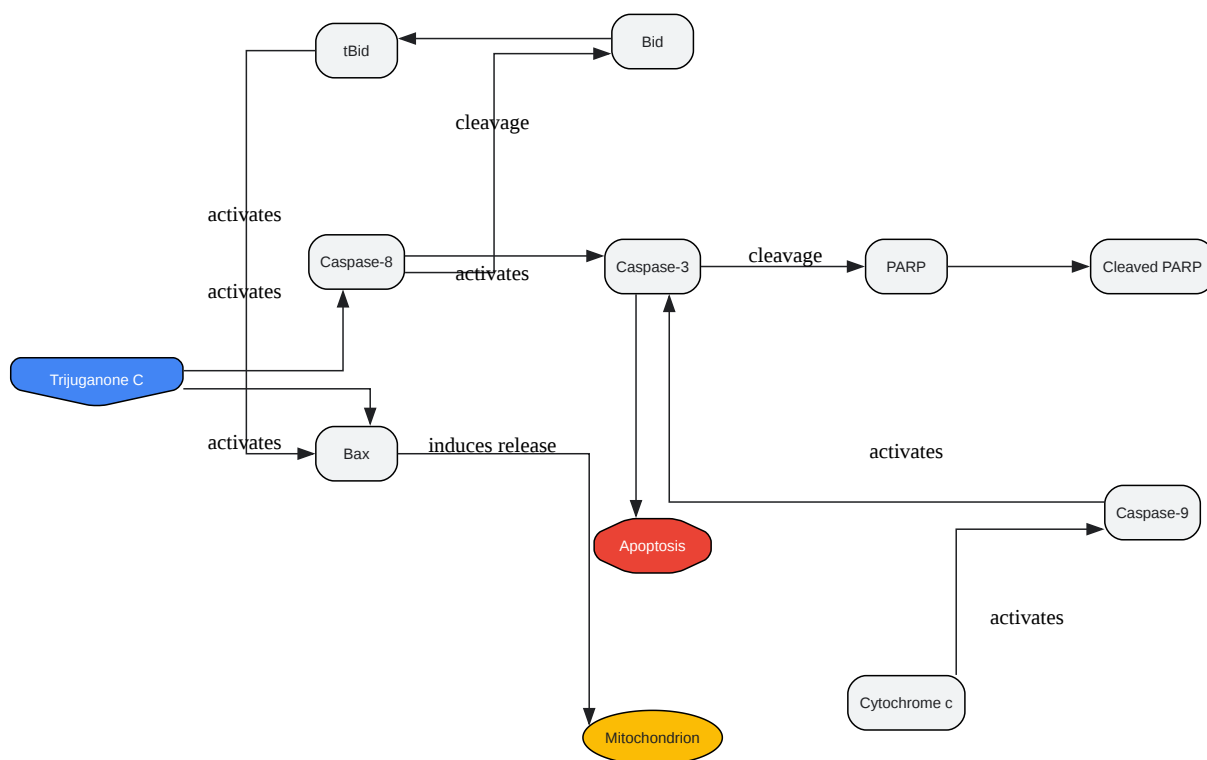 tBid
Bid
cleavage
activates
Caspase-8
activates
Caspase-3
cleavage
PARP
Cleaved PARP
activates
Trijuganone C
activates
Bax
induces release
activates
Caspase-9
Apoptosis
activates
Cytochrome c
Mitochondrion